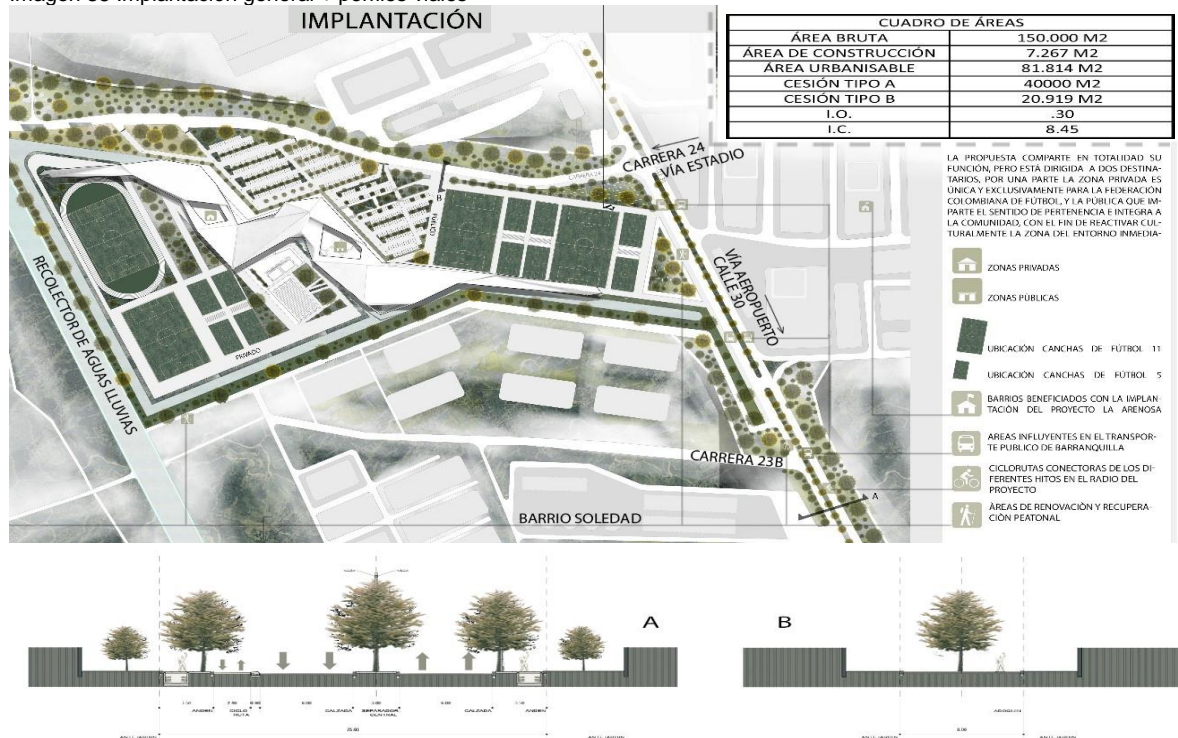 IMPLANTACIÓN
CUADRO DE ÁREAS
ÁREA BRUTA 150.000 M2
ÁREA DE CONSTRUCCIÓN 7.267 M2
ÁREA URBANISABLE 81.814 M2
CESIÓN TIPO A 40000 M2
CESIÓN TIPO B 20.919 M2
I.O. .30
I.C. 8.45
LA PROPUESTA COMPARTE EN TOTALIDAD SU
FUNCIÓN, PERO ESTÁ DIRIGIDA A DOS DESTINA-
TARIOS, POR UNA PARTE LA ZONA PRIVADA ES
ÚNICA Y EXCLUSIVAMENTE PARA LA FEDERACIÓN
COLOMBIANA DE FÚTBOL, Y LA PÚBLICA QUE IM-
PARTE EL SENTIDO DE PERTENENCIA E INTEGRA A
LA COMUNIDAD, CON EL FIN DE REACTIVAR CUL-
TURALMENTE LA ZONA DEL ENTORNO INMEDIA-
ZONAS PRIVADAS
ZONAS PÚBLICAS
UBICACIÓN CANCHAS DE FÚTBOL 11
UBICACIÓN CANCHAS DE FÚTBOL 5
BARRIOS BENEFICIADOS CON LA IMPLAN-
TACIÓN DEL PROYECTO LA ARENOSA
AREAS INFLUYENTES EN EL TRANSPOR-
TE PUBLICO DE BARRANQUILLA
CICLORUTAS CONECTORAS DE LOS DI-
FERENTES HITOS EN EL RADIO DEL
PROYECTO
ÀREAS DE RENOVACIÒN Y RECUPERA-
CIÒN PEATONAL
CARRERA 24
VÍA ESTADIO
CARRERA 24
B
VÍA AEROPUERTO
CALLE 30
RECOLECTOR DE AGUAS LLUVIAS
PRIVADO
CARRERA 23B
A
BARRIO SOLEDAD
A
B
ANDEN
CICLO
RUTA
CALZADA
SEPARADOR
CENTRAL
CALZADA
ANDEN